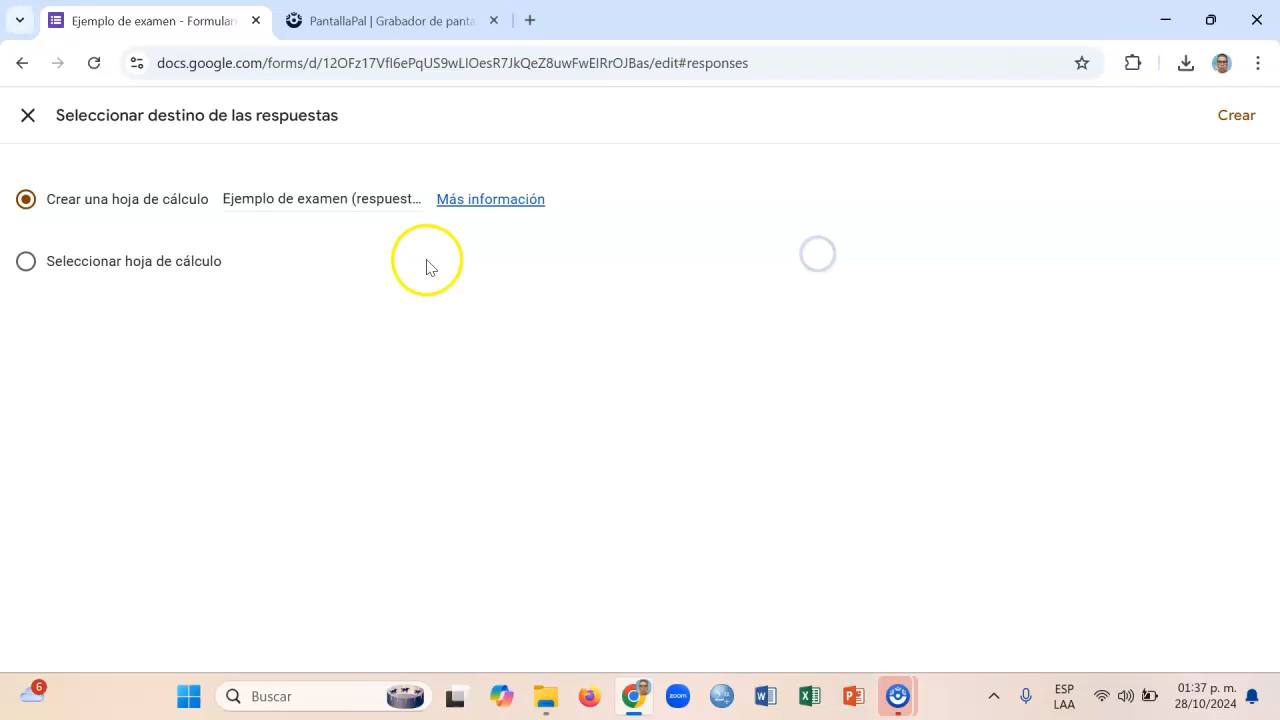 Ejemplo de examen - Formular
PantallaPal | Grabador de panta
docs.google.com/forms/d/12OFz17VfI6ePqUS9wLlOesR7JkQeZ8uwFwElRrOJBas/edit#responses
Seleccionar destino de las respuestas
Crear
Crear una hoja de cálculo
Ejemplo de examen (respuest...
Más información
Seleccionar hoja de cálculo
6
Buscar
zoom
ESP
LAA
01:37 p. m.
28/10/2024